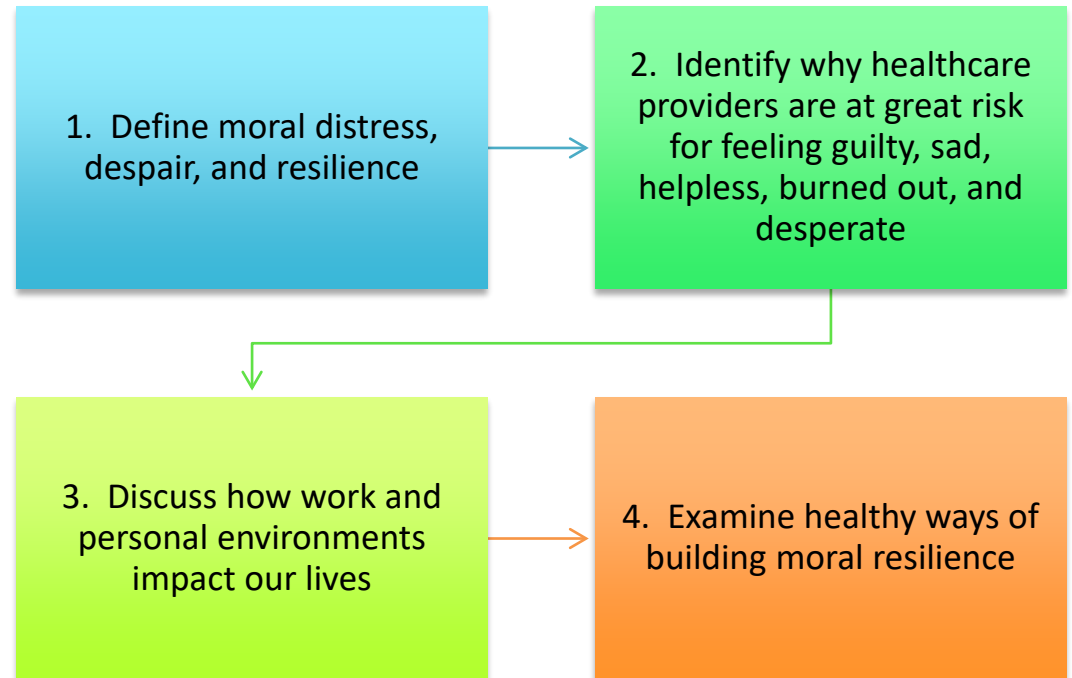 1.  Define moral distress,
despair, and resilience
2.  Identify why healthcare
providers are at great risk
for feeling guilty, sad,
helpless, burned out, and
desperate
3.  Discuss how work and
personal environments
impact our lives
4.  Examine healthy ways of
building moral resilience